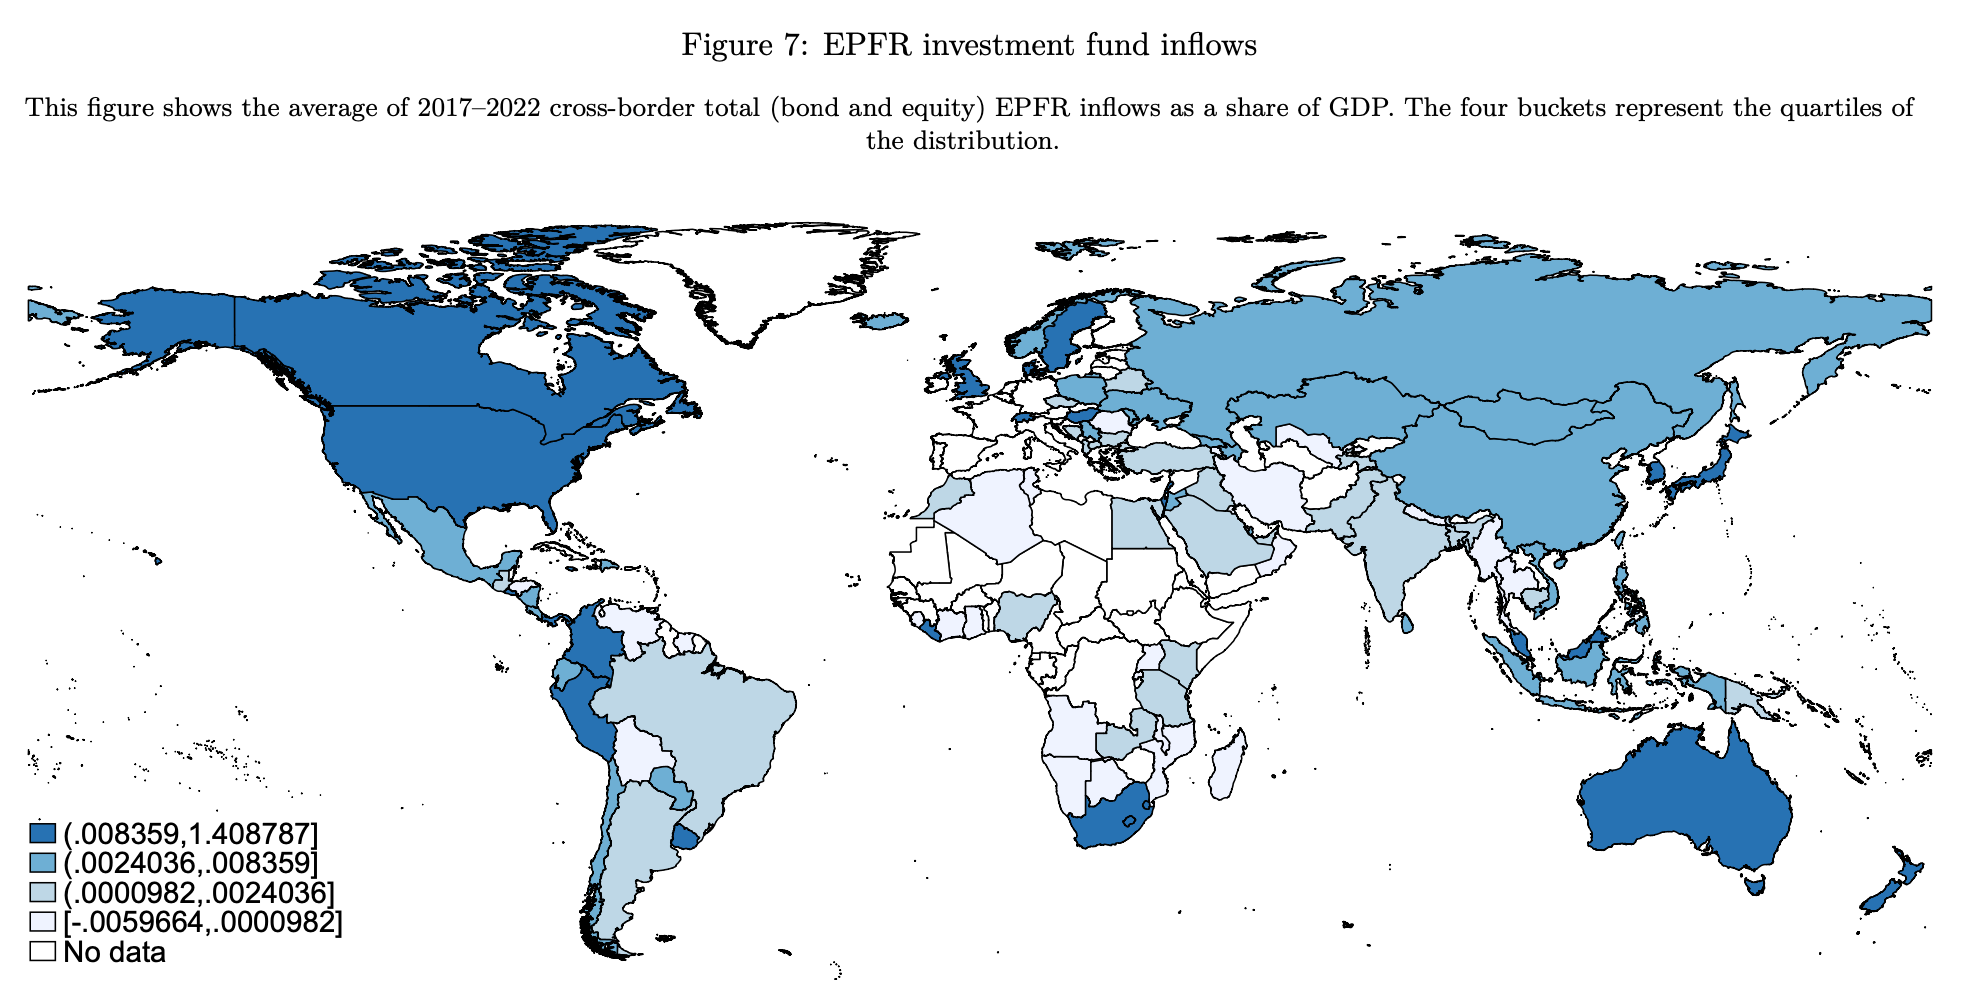 Figure 7: EPFR investment fund inflows
This figure shows the average of 2017–2022 cross-border total (bond and equity) EPFR inflows as a share of GDP. The four buckets represent the quartiles of
the distribution.
(.008359,1.408787]
(.0024036,.008359]
(.0000982,.0024036]
[-.0059664,.0000982]
No data